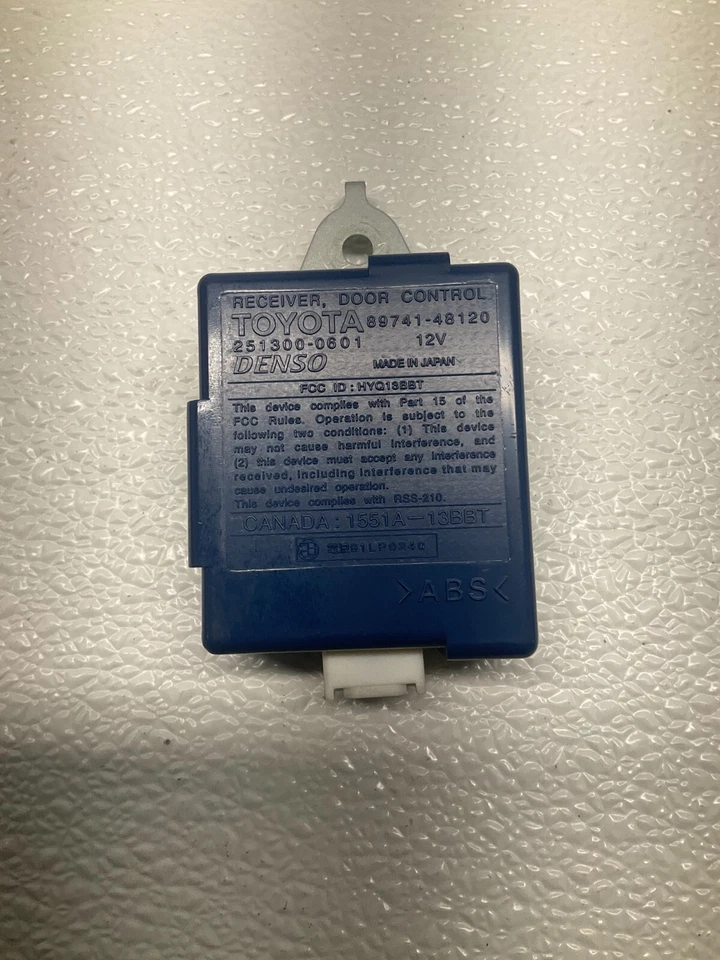 RECEIVER, DOOR CONTROL
TOYOTA 89741-48120
251300-0601 12V
DENSO MADE IN JAPAN
FCC ID : HYQ13BBT
This device complies with Part 15 of the
FCC Rules. Operation is subject to the
following two conditions: (1) This device
may not cause harmful interference, and
(2) this device must accept any interference
received, including interference that may
cause undesired operation.
This device complies with RSS-210.
CANADA : 1551A-13BBT
>ABS<